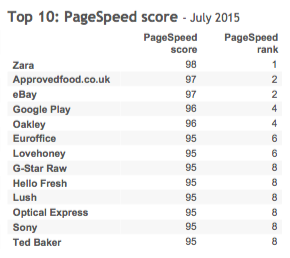 Top 10: PageSpeed score - July 2015
PageSpeed score PageSpeed rank
Zara 98 1
Approvedfood.co.uk 97 2
eBay 97 2
Google Play 96 4
Oakley 96 4
Euroffice 95 6
Lovehoney 95 6
G-Star Raw 95 8
Hello Fresh 95 8
Lush 95 8
Optical Express 95 8
Sony 95 8
Ted Baker 95 8